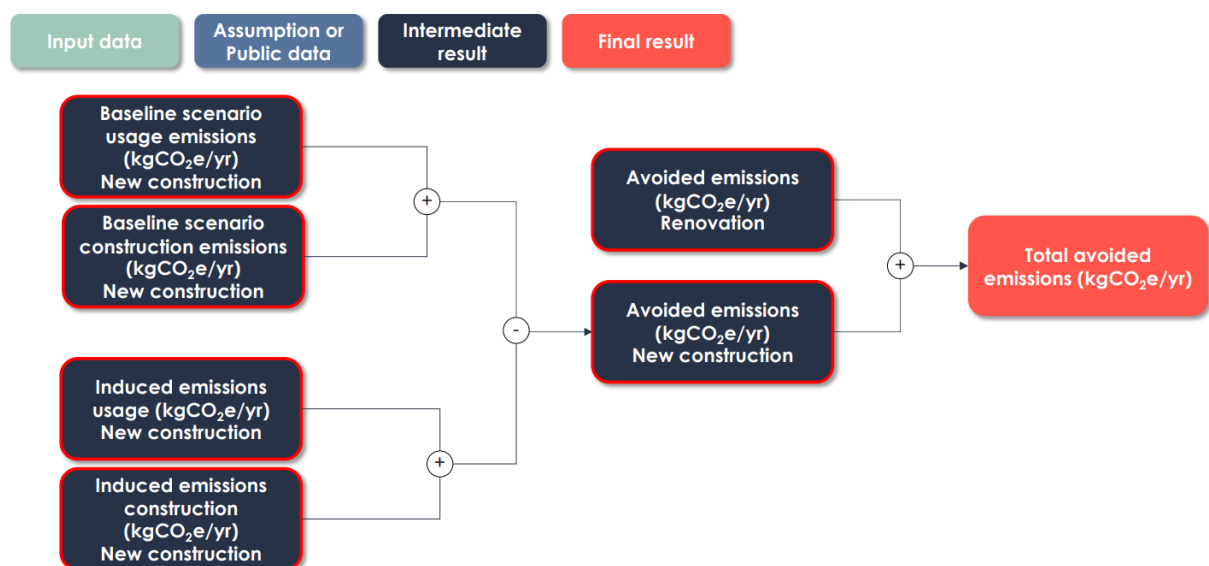 Input data
Assumption or
Public data
Intermediate
result
Final result
Baseline scenario
usage emissions
(kgCO₂e/yr)
New construction
Baseline scenario
construction emissions
(kgCO₂e/yr)
New construction
+
Induced emissions
usage (kgCO₂e/yr)
New construction
Induced emissions
construction
(kgCO₂e/yr)
New construction
+
-
Avoided emissions
(kgCO₂e/yr)
Renovation
Avoided emissions
(kgCO₂e/yr)
New construction
+
Total avoided
emissions (kgCO₂e/yr)